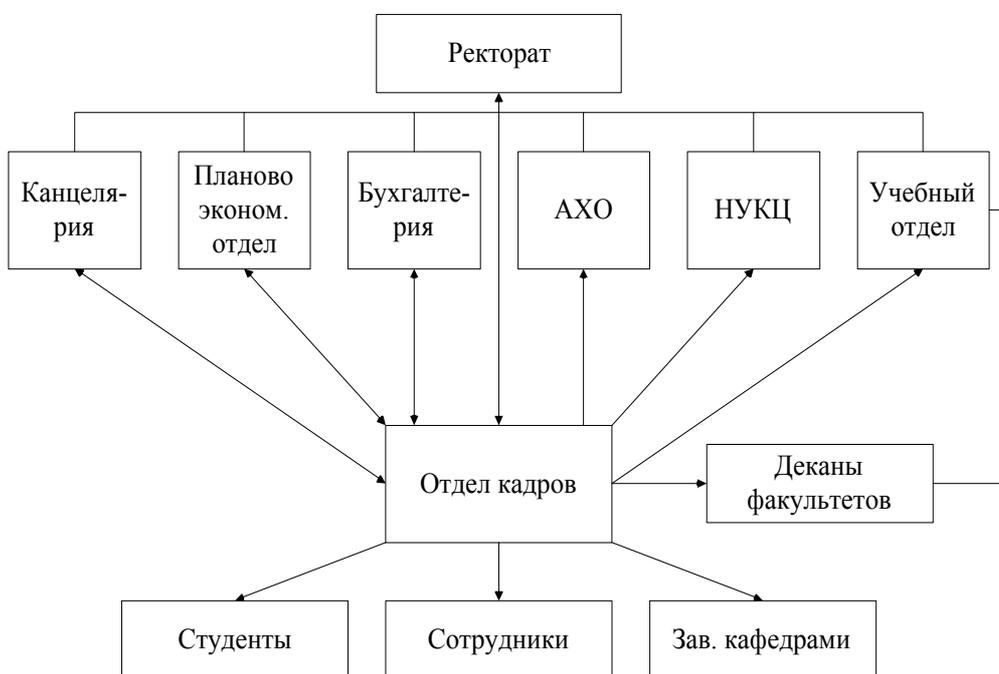 Ректорат
Канцеля-
рия
Планово
эконом.
отдел
Бухгалте-
рия
АХО
НУКЦ
Учебный
отдел
Отдел кадров
Деканы
факультетов
Студенты
Сотрудники
Зав. кафедрами